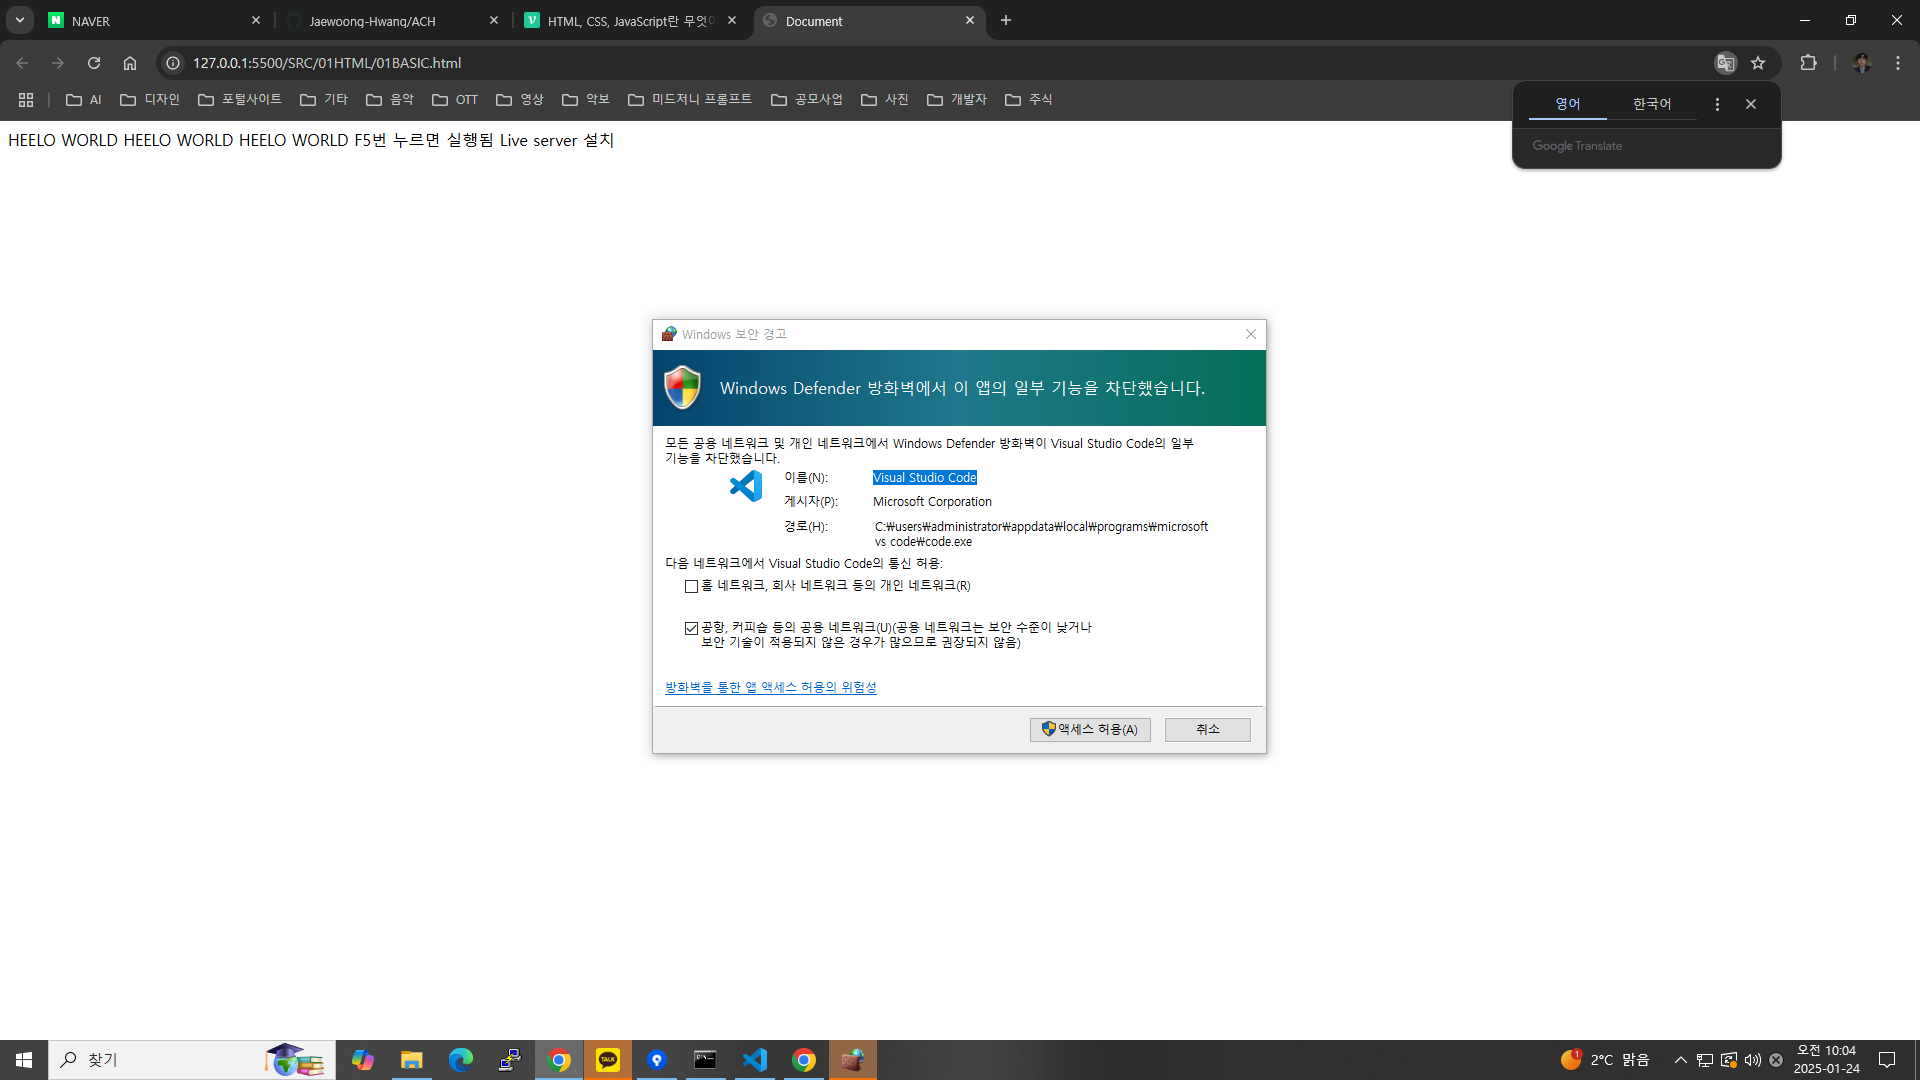 NAVER
Jaewoong-Hwang/ACH
HTML, CSS, JavaScript란 무엇이
Document
127.0.0.1:5500/SRC/01HTML/01BASIC.html
AI
디자인
포털사이트
기타
음악
OTT
영상
악보
미드저니 프롬프트
공모사업
사진
개발자
주식
영어
한국어
Google Translate
HEELO WORLD HEELO WORLD HEELO WORLD F5번 누르면 실행됨 Live server 설치
Windows 보안 경고
Windows Defender 방화벽에서 이 앱의 일부 기능을 차단했습니다.
모든 공용 네트워크 및 개인 네트워크에서 Windows Defender 방화벽이 Visual Studio Code의 일부
기능을 차단했습니다.
이름(N): Visual Studio Code
게시자(P): Microsoft Corporation
경로(H): C:₩users₩administrator₩appdata₩local₩programs₩microsoft
vs code₩code.exe
다음 네트워크에서 Visual Studio Code의 통신 허용:
홈 네트워크, 회사 네트워크 등의 개인 네트워크(R)
공항, 커피숍 등의 공용 네트워크(U)(공용 네트워크는 보안 수준이 낮거나
보안 기술이 적용되지 않은 경우가 많으므로 권장되지 않음)
방화벽을 통한 앱 액세스 허용의 위험성
액세스 허용(A)
취소
찾기
TALK
1
2°C 맑음
오전 10:04
2025-01-24